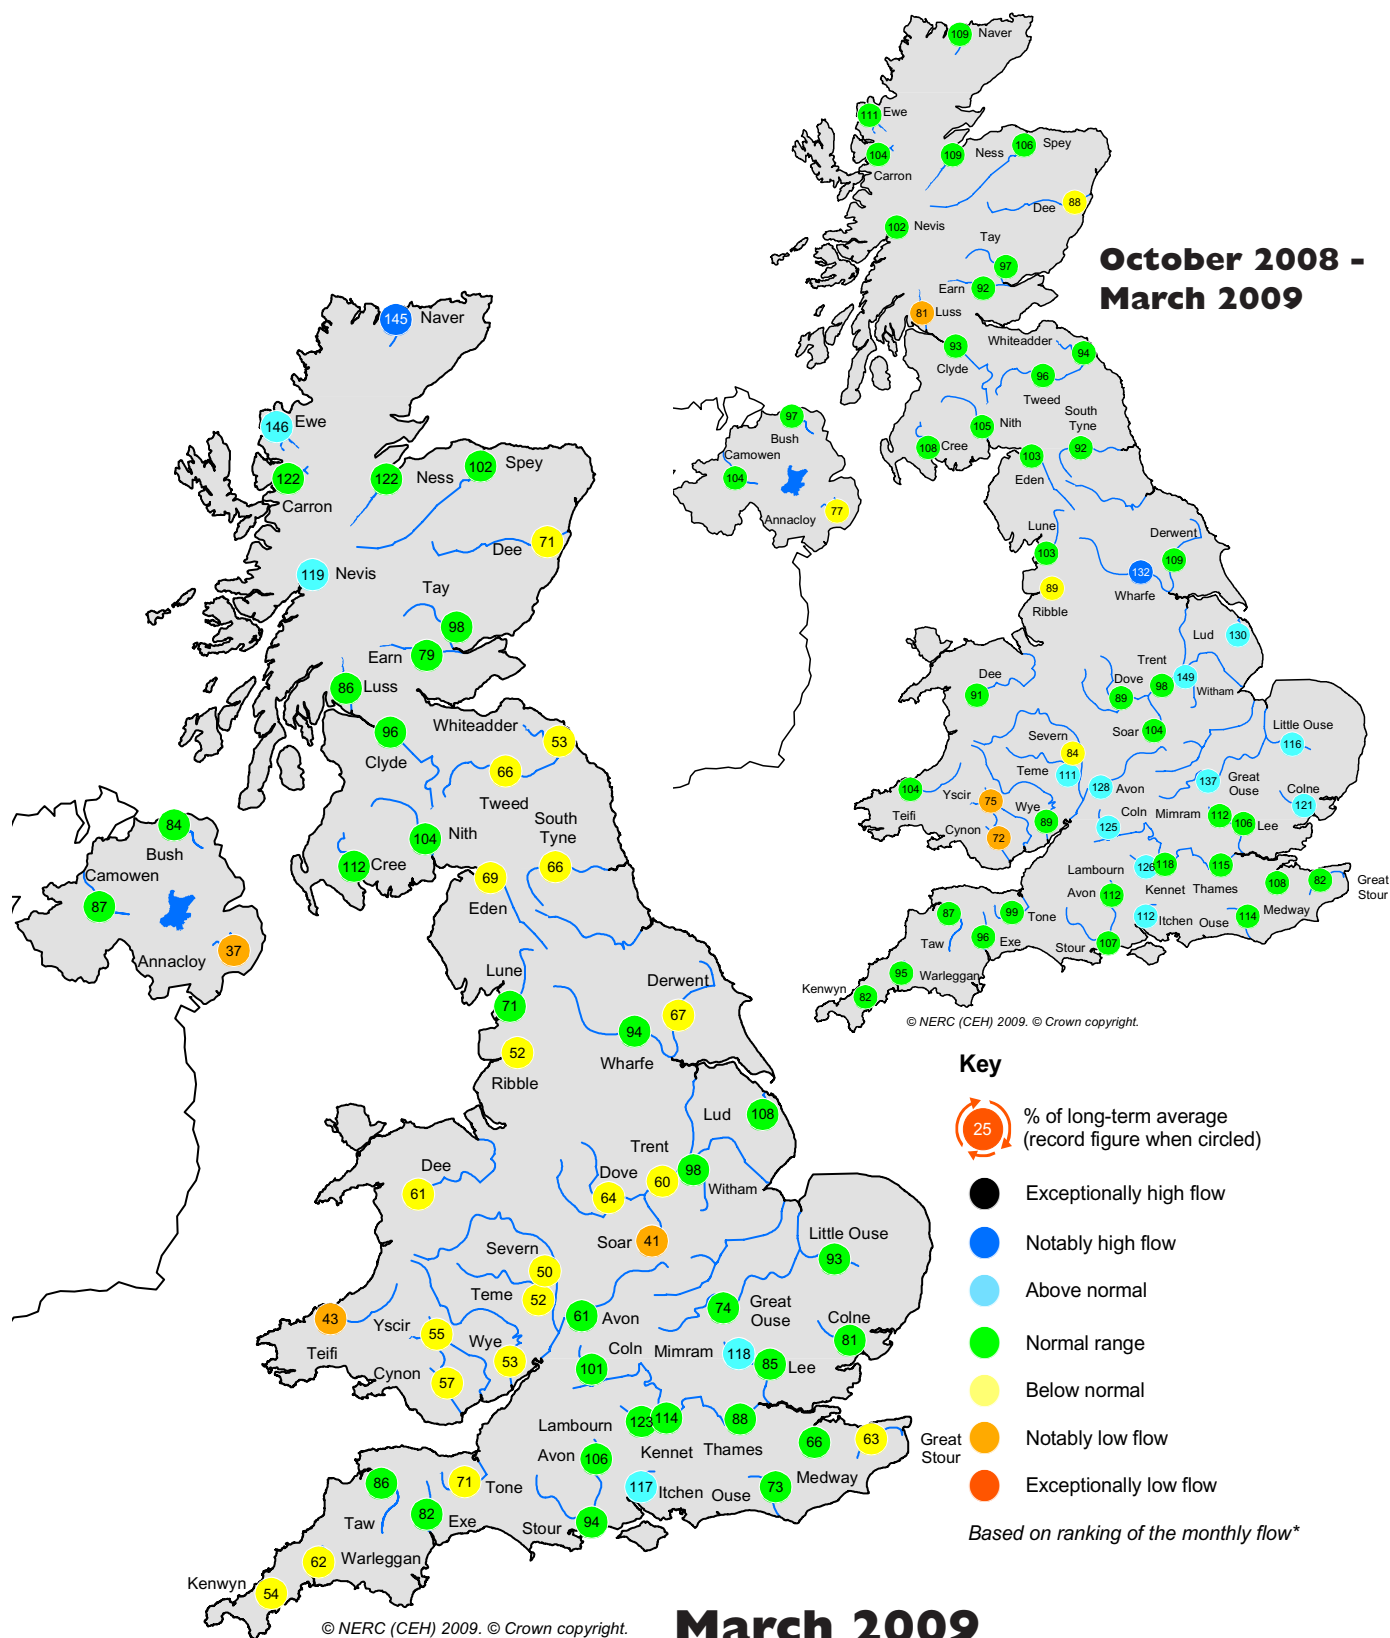 109 Naver
111 Ewe
104
Carron
109 Ness
106 Spey
Dee 88
102 Nevis
Tay
97
Earn 92
81 Luss
October 2008 -
March 2009
93
Clyde
Whiteadder
94
96
Tweed
South
Tyne
92
Nith
105
108 Cree
103
Eden
97
Bush
Camowen
104
Annacloy
77
Lune
103
89
Ribble
Derwent
109
132
Wharfe
Lud
130
Trent
98
149
Witham
Dove
89
Dee
91
Soar 104
Little Ouse
116
Severn
84
Teme
111
128 Avon
137
Great
Ouse
Colne
121
104
Teifi
Yscir
75
Wye
89
Cynon
72
Coln
125
Mimram
112
106 Lee
Lambourn
126
118
Kennet
115
Thames
108
Medway
82
Great
Stour
Avon
112
112 Itchen
Ouse
114
87
Taw
99 Tone
96 Exe
Stour 107
95
Warleggan
Kenwyn
82
© NERC (CEH) 2009. © Crown copyright.
145 Naver
146 Ewe
122
Carron
122 Ness
102 Spey
Dee 71
119 Nevis
Tay
98
Earn 79
86 Luss
96
Clyde
Whiteadder
53
66
Tweed
South
Tyne
66
Nith
104
112 Cree
69
Eden
84
Bush
Camowen
87
Annacloy
37
Lune
71
52
Ribble
Derwent
67
94
Wharfe
Lud 108
Trent
60
98
Witham
Dove
64
Dee
61
Soar 41
Little Ouse
93
Severn
50
Teme
52
61 Avon
74
Great
Ouse
Colne
81
43
Teifi
Yscir
55
Wye
53
Cynon
57
Coln
101
Mimram
118
85 Lee
Lambourn
123
114
Kennet
88
Thames
66
Medway
63
Great
Stour
Avon
106
117 Itchen
Ouse
73
86
Taw
71
Tone
82 Exe
Stour 94
62
Warleggan
Kenwyn
54
© NERC (CEH) 2009. © Crown copyright.
March 2009
Key
25
% of long-term average
(record figure when circled)
Exceptionally high flow
Notably high flow
Above normal
Normal range
Below normal
Notably low flow
Exceptionally low flow
Based on ranking of the monthly flow*